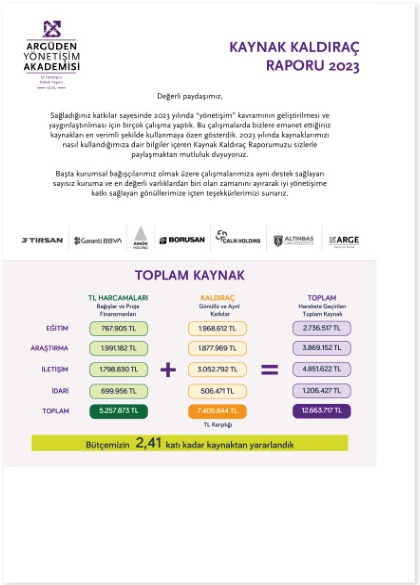 ARGÜDEN
YÖNETİŞİM
AKADEMİSİ
İyi Yönetişim
Kaliteli Yaşam
KAYNAK KALDIRAÇ
RAPORU 2023
Değerli paydaşımız,
Sağladığınız katkılar sayesinde 2023 yılında “yönetişim” kavramının geliştirilmesi ve
yaygınlaştırılması için birçok çalışma yaptık. Bu çalışmalarda bizlere emanet ettiğiniz
kaynakları en verimli şekilde kullanmaya özen gösterdik. 2023 yılında kaynaklarımızı
nasıl kullandığımıza dair bilgiler içeren Kaynak Kaldıraç Raporumuzu sizlerle
paylaşmaktan mutluluk duyuyoruz.
Başta kurumsal bağışçılarımız olmak üzere çalışmalarımıza ayni destek sağlayan
sayısız kuruma ve en değerli varlıklardan biri olan zamanını ayırarak iyi yönetişime
katkı sağlayan gönüllerimize içten teşekkürlerimizi sunarız.
TIRSAN Garanti BBVA AKKÖK HOLDİNG BORUSAN ÇALIK HOLDİNG ALTINBAŞ ÜNİVERSİTESİ ARGE
TOPLAM KAYNAK
TL HARCAMALARI KALDIRAÇ TOPLAM
Bağışlar ve Proje Gönüllü ve Ayni Harekete Geçirilen
Finansmanları Katkılar Toplam Kaynak
EĞİTİM 767.905 TL 1.968.612 TL 2.736.517 TL
ARAŞTIRMA 1.991.182 TL 1.877.969 TL 3.869.152 TL
İLETİŞİM 1.798.830 TL + 3.052.792 TL = 4.851.622 TL
İDARİ 699.956 TL 506.471 TL 1.206.427 TL
TOPLAM 5.257.873 TL 7.405.844 TL 12.663.717 TL
TL Karşılığı
Bütçemizin 2,41 katı kadar kaynaktan yararlandık